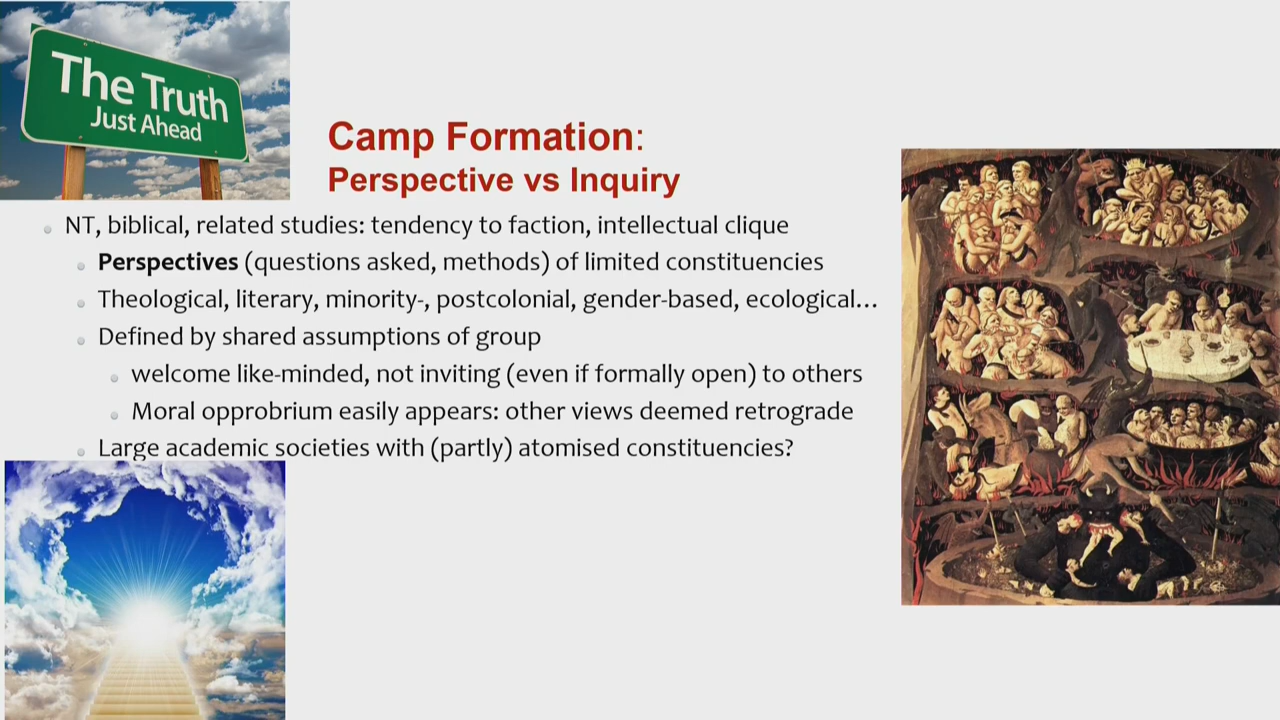 The Truth
Just Ahead
Camp Formation:
Perspective vs Inquiry
NT, biblical, related studies: tendency to faction, intellectual clique
Perspectives (questions asked, methods) of limited constituencies
Theological, literary, minority-, postcolonial, gender-based, ecological…
Defined by shared assumptions of group
welcome like-minded, not inviting (even if formally open) to others
Moral opprobrium easily appears: other views deemed retrograde
Large academic societies with (partly) atomised constituencies?